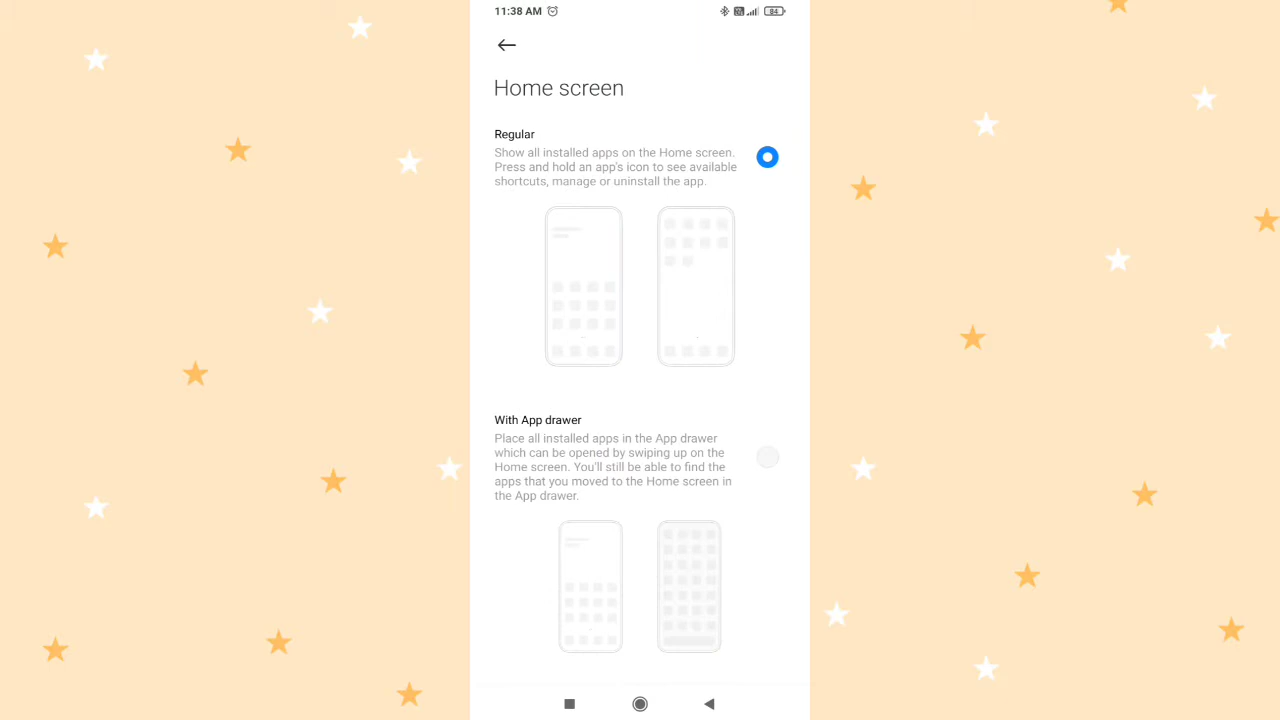 11:38 AM
84
Home screen
Regular
Show all installed apps on the Home screen.
Press and hold an app's icon to see available
shortcuts, manage or uninstall the app.
With App drawer
Place all installed apps in the App drawer
which can be opened by swiping up on the
Home screen. You'll still be able to find the
apps that you moved to the Home screen in
the App drawer.